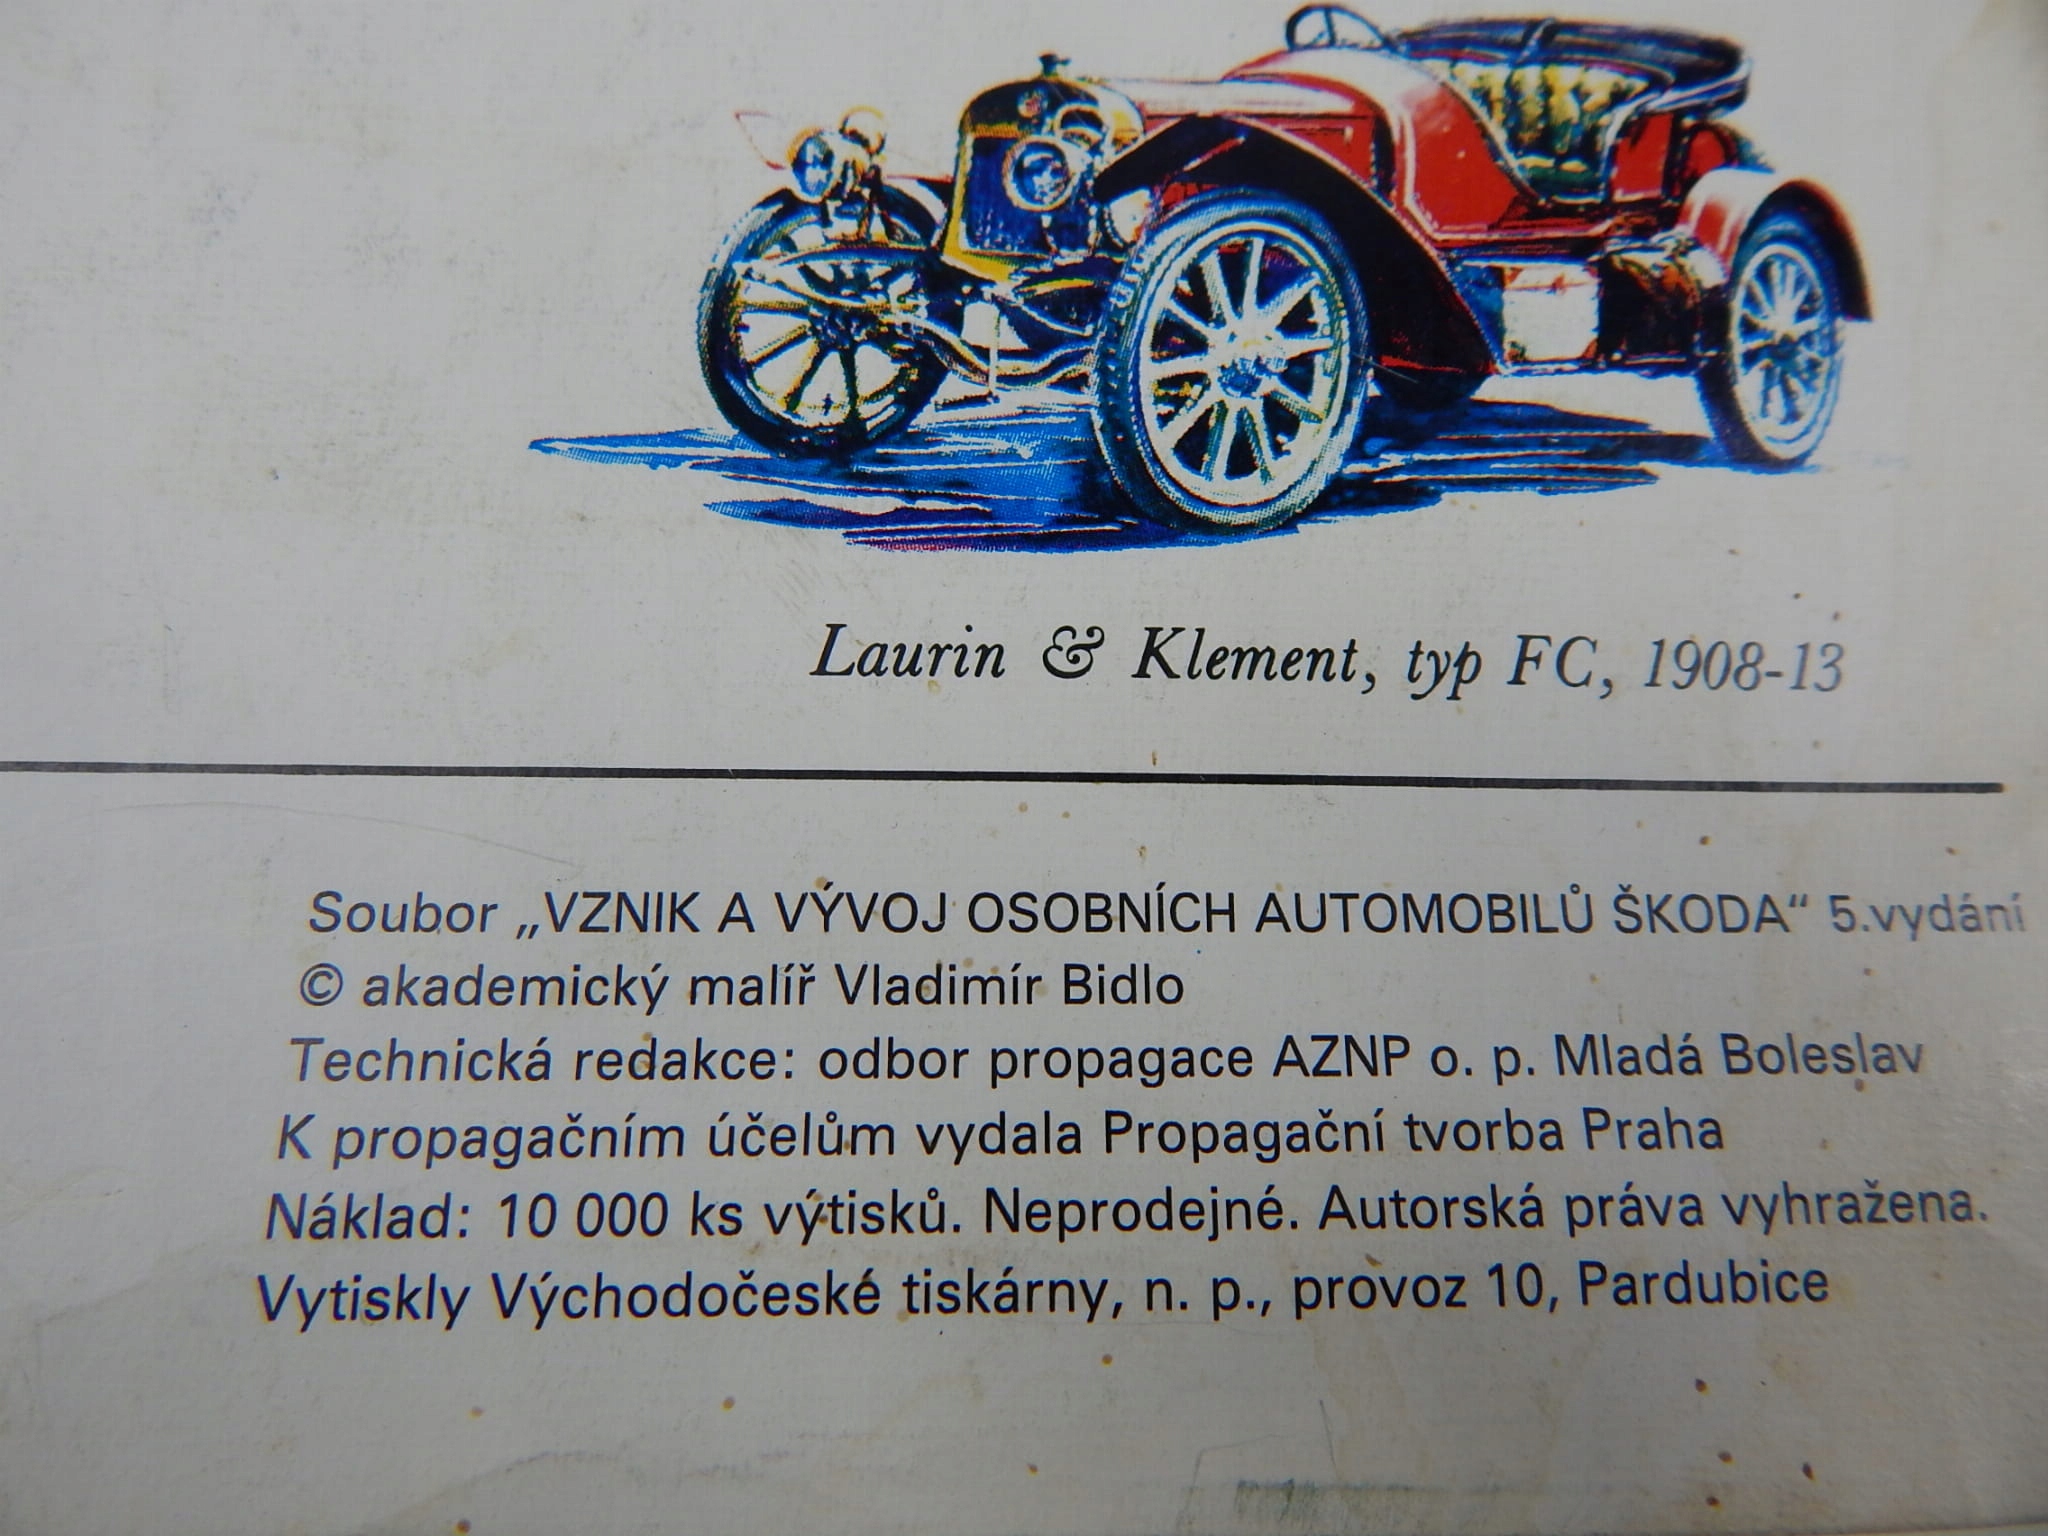 Laurin & Klement, typ FC, 1908-13
Soubor „VZNIK A VÝVOJ OSOBNÍCH AUTOMOBILŮ ŠKODA“ 5.vydání
© akademický malíř Vladimír Bidlo
Technická redakce: odbor propagace AZNP o. p. Mladá Boleslav
K propagačním účelům vydala Propagační tvorba Praha
Náklad: 10 000 ks výtisků. Neprodejné. Autorská práva vyhražena.
Vytiskly Východočeské tiskárny, n. p., provoz 10, Pardubice